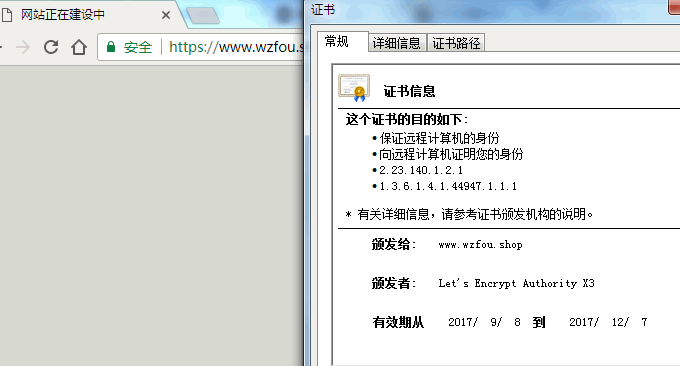 网站正在建设中
安全 https://www.wzfou.s
证书
常规 详细信息 证书路径
证书信息
这个证书的目的如下:
•保证远程计算机的身份
•向远程计算机证明您的身份
•2.23.140.1.2.1
•1.3.6.1.4.1.44947.1.1.1
* 有关详细信息，请参考证书颁发机构的说明。
颁发给: www.wzfou.shop
颁发者: Let's Encrypt Authority X3
有效期从 2017/ 9/ 8 到 2017/ 12/ 7